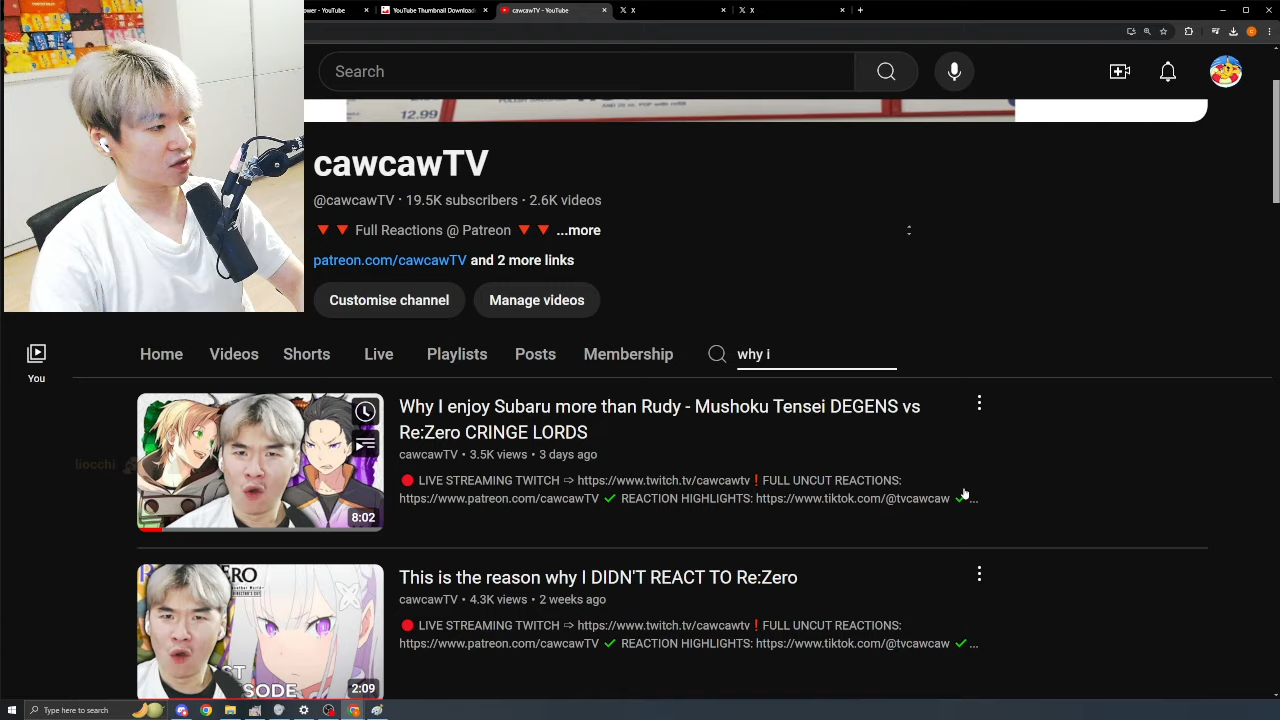 ower - YouTube
YouTube Thumbnail Download
cawcawTV - YouTube
X
X
Search
12.99
cawcawTV
@cawcawTV • 19.5K subscribers • 2.6K videos
🔻🔻 Full Reactions @ Patreon 🔻🔻 ...more
patreon.com/cawcawTV and 2 more links
Customise channel
Manage videos
Home
Videos
Shorts
Live
Playlists
Posts
Membership
why i
You
Why I enjoy Subaru more than Rudy - Mushoku Tensei DEGENS vs
Re:Zero CRINGE LORDS
cawcawTV • 3.5K views • 3 days ago
🔴 LIVE STREAMING TWITCH ⇨ https://www.twitch.tv/cawcawtv❗FULL UNCUT REACTIONS:
https://www.patreon.com/cawcawTV ✔ REACTION HIGHLIGHTS: https://www.tiktok.com/@tvcawcaw ✔...
8:02
liocchi
This is the reason why I DIDN'T REACT TO Re:Zero
cawcawTV • 4.3K views • 2 weeks ago
🔴 LIVE STREAMING TWITCH ⇨ https://www.twitch.tv/cawcawtv❗FULL UNCUT REACTIONS:
https://www.patreon.com/cawcawTV ✔ REACTION HIGHLIGHTS: https://www.tiktok.com/@tvcawcaw ✔...
2:09
Type here to search